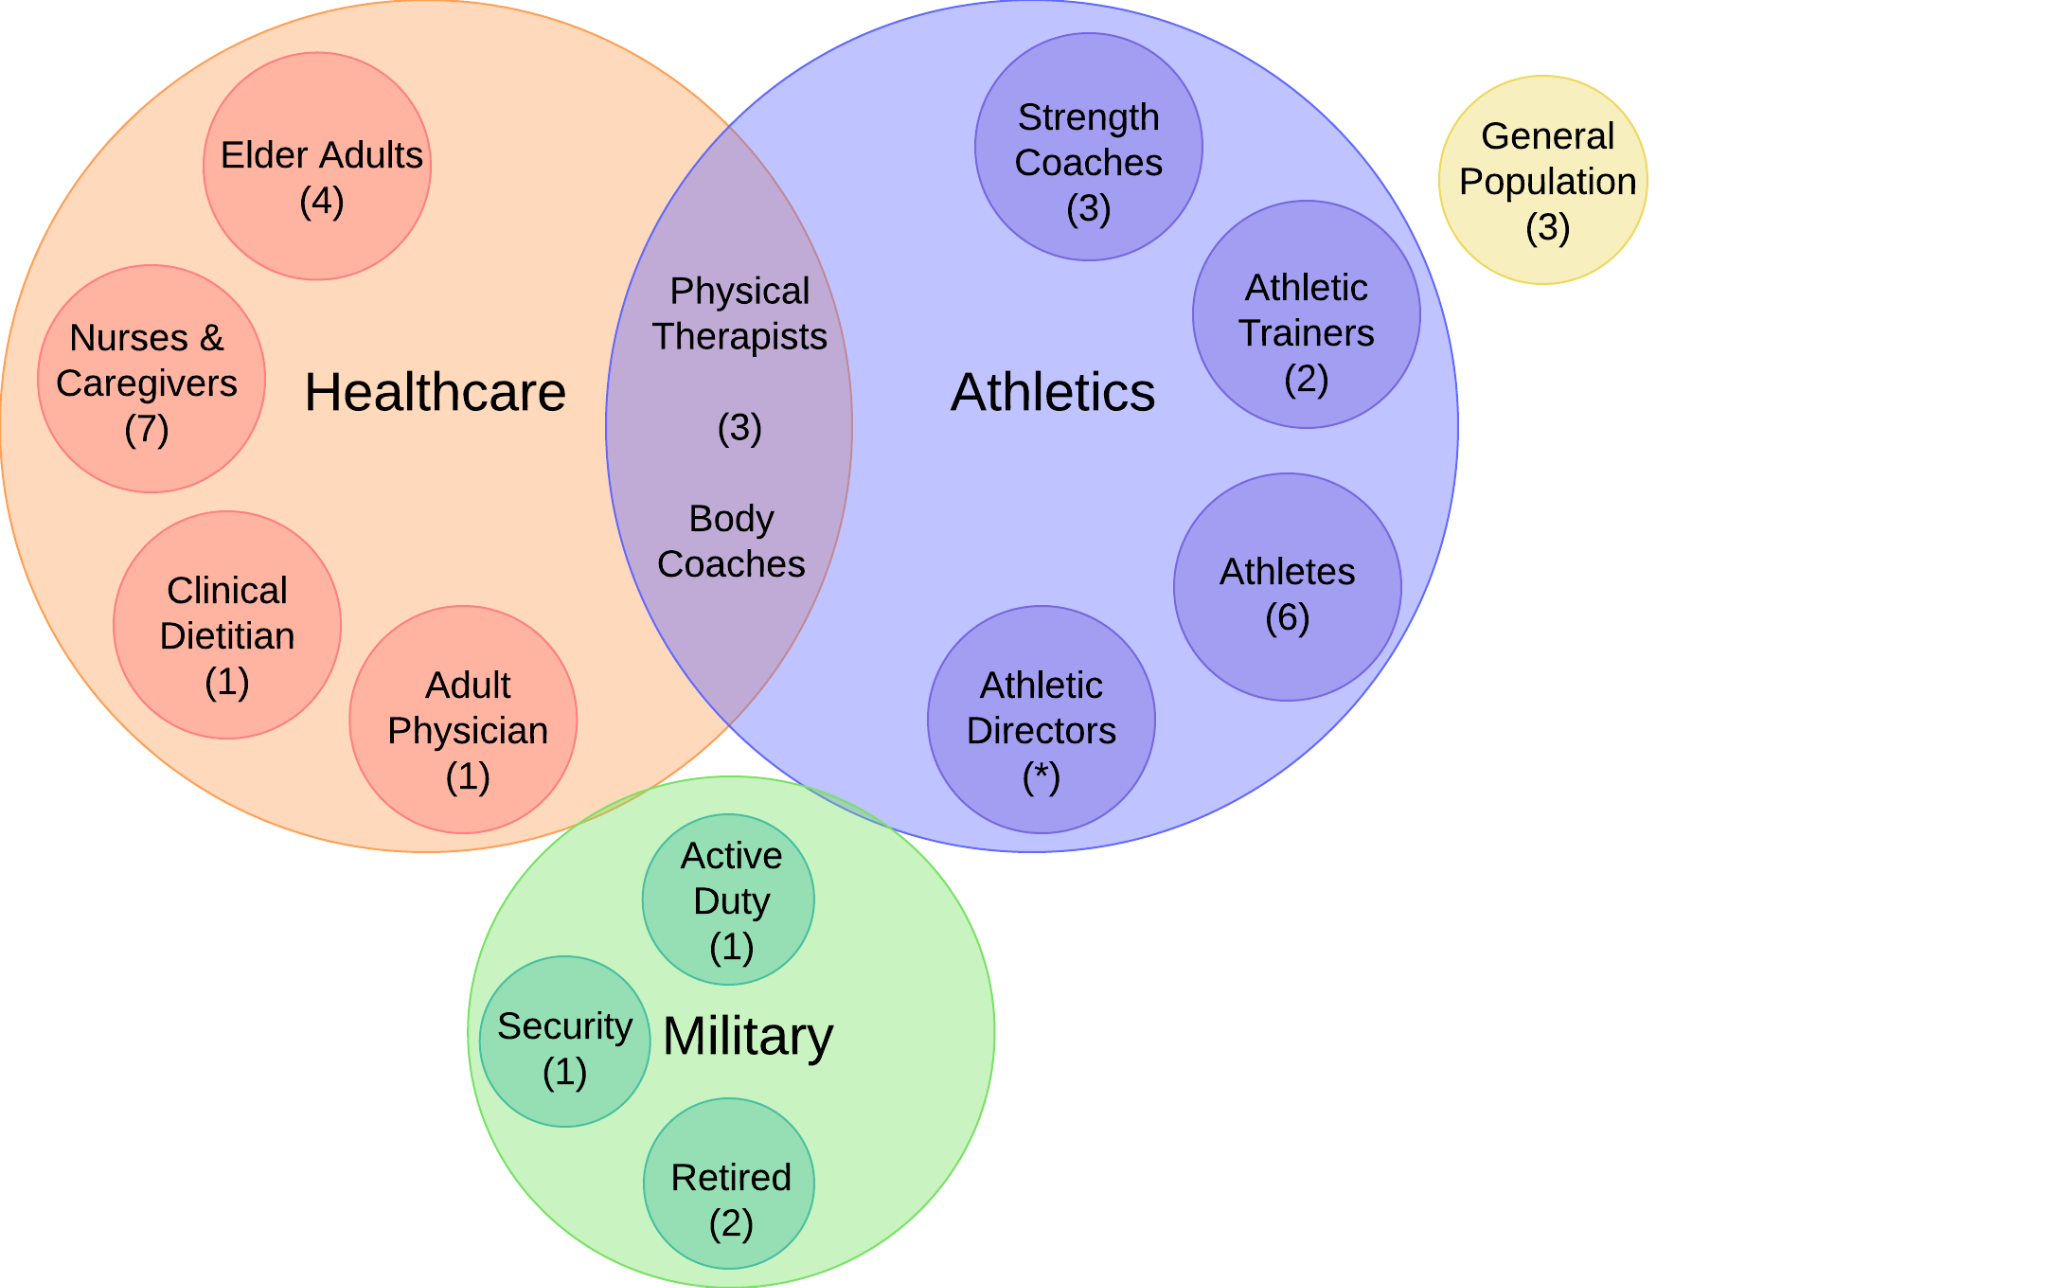 Elder Adults
(4)
Nurses &
Caregivers
(7)
Healthcare
Clinical
Dietitian
(1)
Adult
Physician
(1)
Physical
Therapists
(3)
Body
Coaches
Strength
Coaches
(3)
Athletic
Trainers
(2)
Athletics
Athletes
(6)
Athletic
Directors
(*)
General
Population
(3)
Active
Duty
(1)
Security
(1)
Military
Retired
(2)